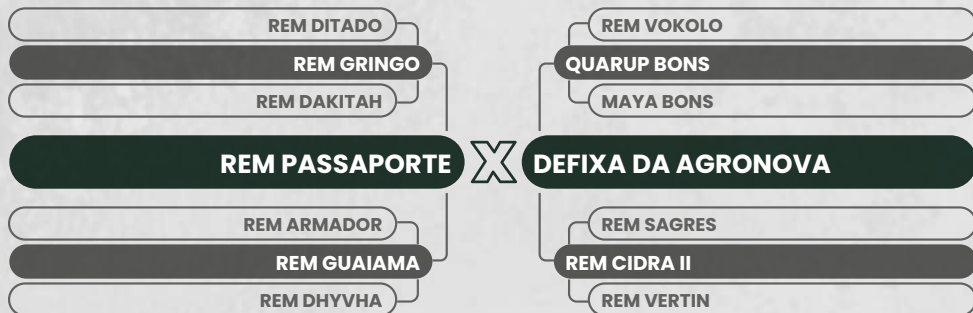 REM DITADO
REM GRINGO
REM DAKITAH
REM PASSAPORTE
REM ARMADOR
REM GUAIAMA
REM DHYVHA
X
REM VOKOLO
QUARUP BONS
MAYA BONS
DEFIXA DA AGRONOVA
REM SAGRES
REM CIDRA II
REM VERTIN